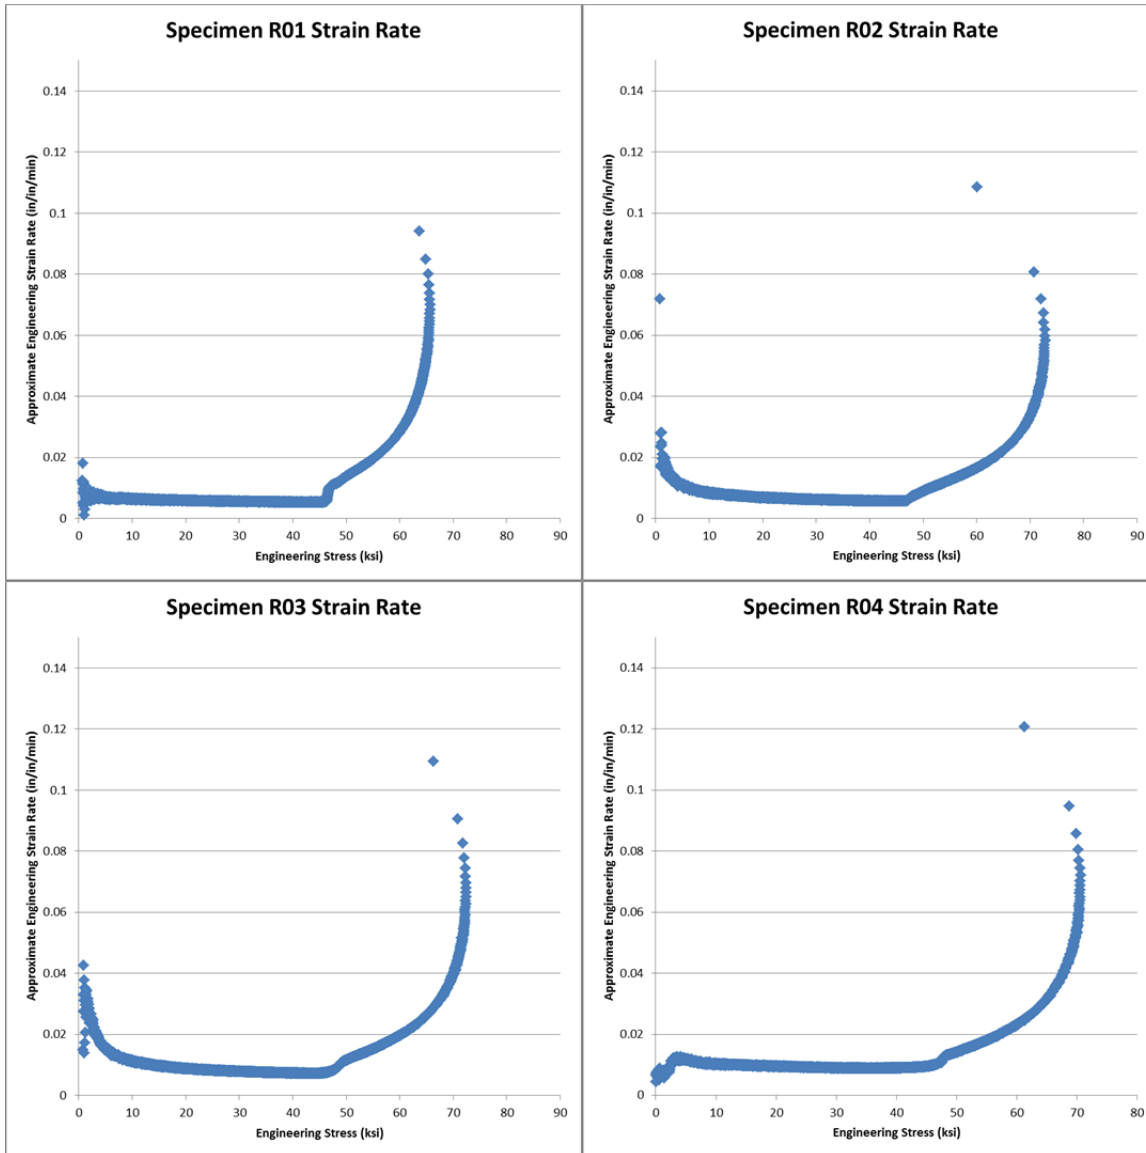 Specimen R01 Strain Rate
Approximate Engineering Strain Rate (in/in/min)
0.14
0.12
0.1
0.08
0.06
0.04
0.02
0
0 10 20 30 40 50 60 70 80 90
Engineering Stress (ksi)
Specimen R02 Strain Rate
Approximate Engineering Strain Rate (in/in/min)
0.14
0.12
0.1
0.08
0.06
0.04
0.02
0
0 10 20 30 40 50 60 70 80 90
Engineering Stress (ksi)
Specimen R03 Strain Rate
Approximate Engineering Strain Rate (in/in/min)
0.14
0.12
0.1
0.08
0.06
0.04
0.02
0
0 10 20 30 40 50 60 70 80 90
Engineering Stress (ksi)
Specimen R04 Strain Rate
Approximate Engineering Strain Rate (in/in/min)
0.14
0.12
0.1
0.08
0.06
0.04
0.02
0
0 10 20 30 40 50 60 70 80
Engineering Stress (ksi)